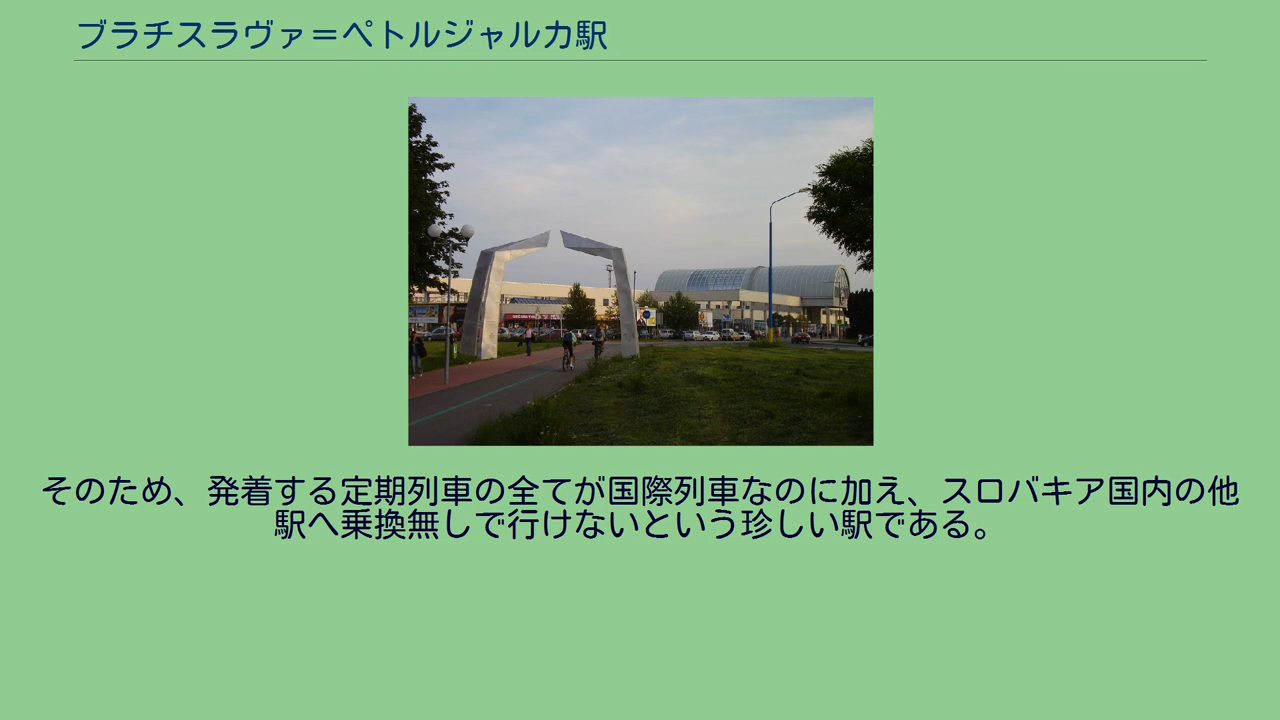 ブラチスラヴァ＝ペトルジャルカ駅
そのため、発着する定期列車の全てが国際列車なのに加え、スロバキア国内の他
駅へ乗換無しで行けないという珍しい駅である。